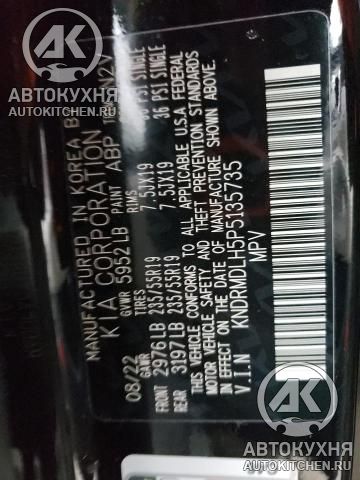 АВТОКУХНЯ
AUTOKITCHEN.RU
MANUFACTURED IN KOREA B
KIA CORPORATION
08/22 GVWR 5952 LB PAINT ABP
GAWR TIRES RIMS
FRONT 2976LB 235/55R19 7.5JX19 36 PSI SINGLE
REAR 3197LB 235/55R19 7.5JX19 36 PSI SINGLE
THIS VEHICLE CONFORMS TO ALL APPLICABLE U.S.A FEDERAL
MOTOR VEHICLE SAFETY AND THEFT PREVENTION STANDARDS
IN EFFECT ON THE DATE OF MANUFACTURE SHOWN ABOVE.
V.I.N KNDRMDLH5P5135735
MPV
АВТОКУХНЯ
AUTOKITCHEN.RU